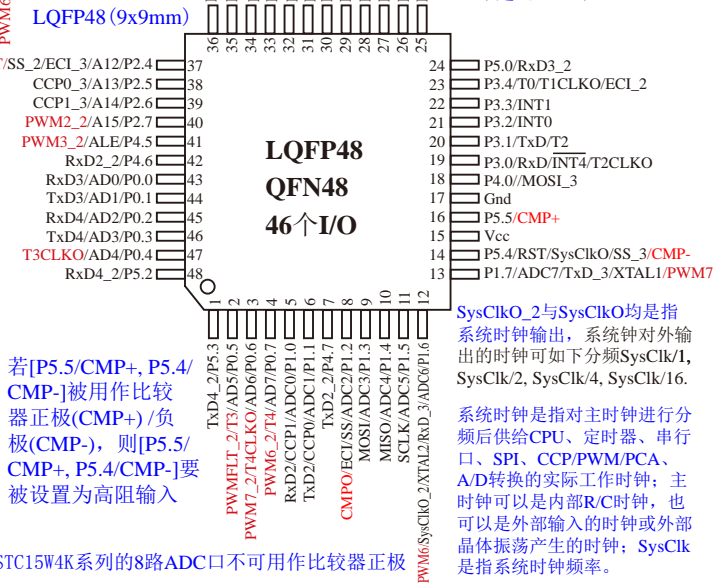 PWM6
LQFP48(9x9mm)
36 35 34 33 32 31 30 29 28 27 26 25
/SS_2/ECI_3/A12/P2.4 37
CCP0_3/A13/P2.5 38
CCP1_3/A14/P2.6 39
PWM2_2/A15/P2.7 40
PWM3_2/ALE/P4.5 41
RxD2_2/P4.6 42
RxD3/AD0/P0.0 43
TxD3/AD1/P0.1 44
RxD4/AD2/P0.2 45
TxD4/AD3/P0.3 46
T3CLKO/AD4/P0.4 47
RxD4_2/P5.2 48
LQFP48
QFN48
46个I/O
24 P5.0/RxD3_2
23 P3.4/T0/T1CLKO/ECI_2
22 P3.3/INT1
21 P3.2/INT0
20 P3.1/TxD/T2
19 P3.0/RxD/INT4/T2CLKO
18 P4.0//MOSI_3
17 Gnd
16 P5.5/CMP+
15 Vcc
14 P5.4/RST/SysClkO/SS_3/CMP-
13 P1.7/ADC7/TxD_3/XTAL1/PWM7
1 TxD4_2/P5.3
2 PWMFLT_2/T3/AD5/P0.5
3 PWM7_2/T4CLKO/AD6/P0.6
4 PWM6_2/T4/AD7/P0.7
5 RxD2/CCP1/ADC0/P1.0
6 TxD2/CCP0/ADC1/P1.1
7 TxD2_2/P4.7
8 CMPO/ECI/SS/ADC2/P1.2
9 MOSI/ADC3/P1.3
10 MISO/ADC4/P1.4
11 SCLK/ADC5/P1.5
12 PWM6/SysClkO_2/XTAL2/RxD_3/ADC6/P1.6
若[P5.5/CMP+, P5.4/
CMP-]被用作比较
器正极(CMP+) /负
极(CMP-)，则[P5.5/
CMP+, P5.4/CMP-]要
被设置为高阻输入
STC15W4K系列的8路ADC口不可用作比较器正极
SysClkO_2与SysClkO均是指
系统时钟输出，系统钟对外输
出的时钟可如下分频SysClk/1,
SysClk/2, SysClk/4, SysClk/16.
系统时钟是指对主时钟进行分
频后供给CPU、定时器、串行
口、SPI、CCP/PWM/PCA、
A/D转换的实际工作时钟；主
时钟可以是内部R/C时钟，也
可以是外部输入的时钟或外部
晶体振荡产生的时钟；SysClk
是指系统时钟频率。